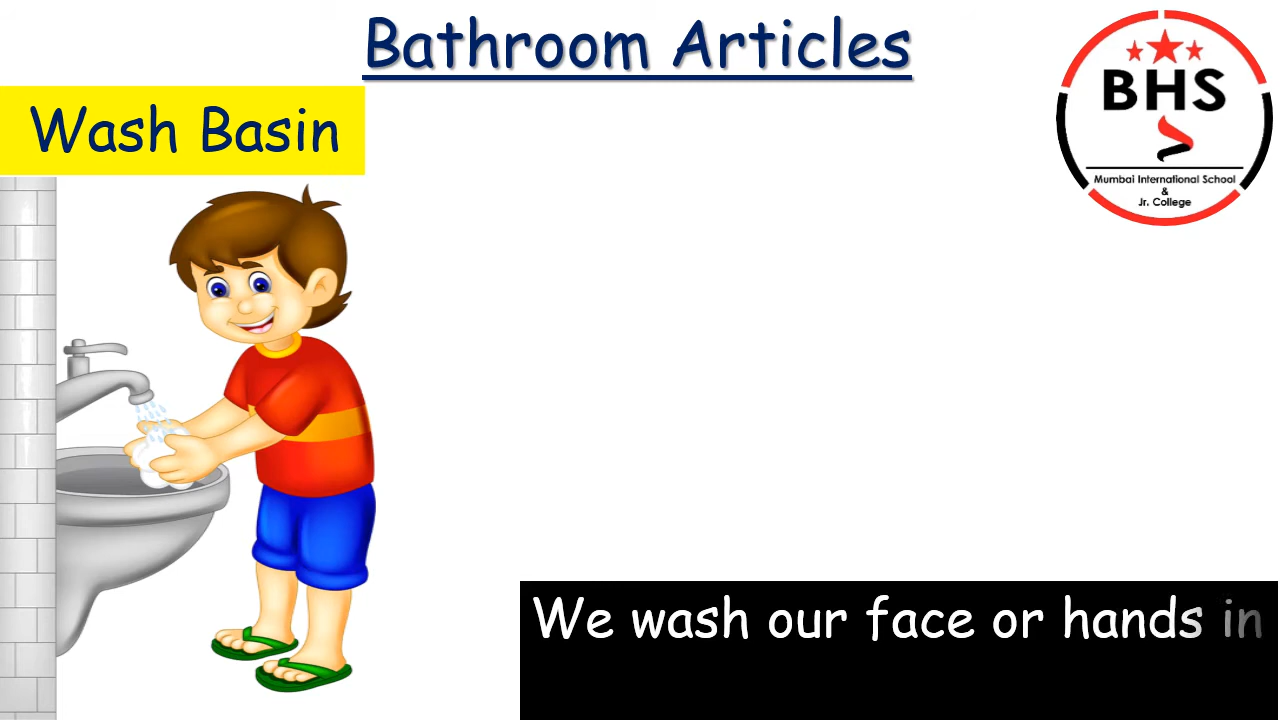 Bathroom Articles
Wash Basin
BHS
Mumbai International School
&
Jr. College
We wash our face or hands in